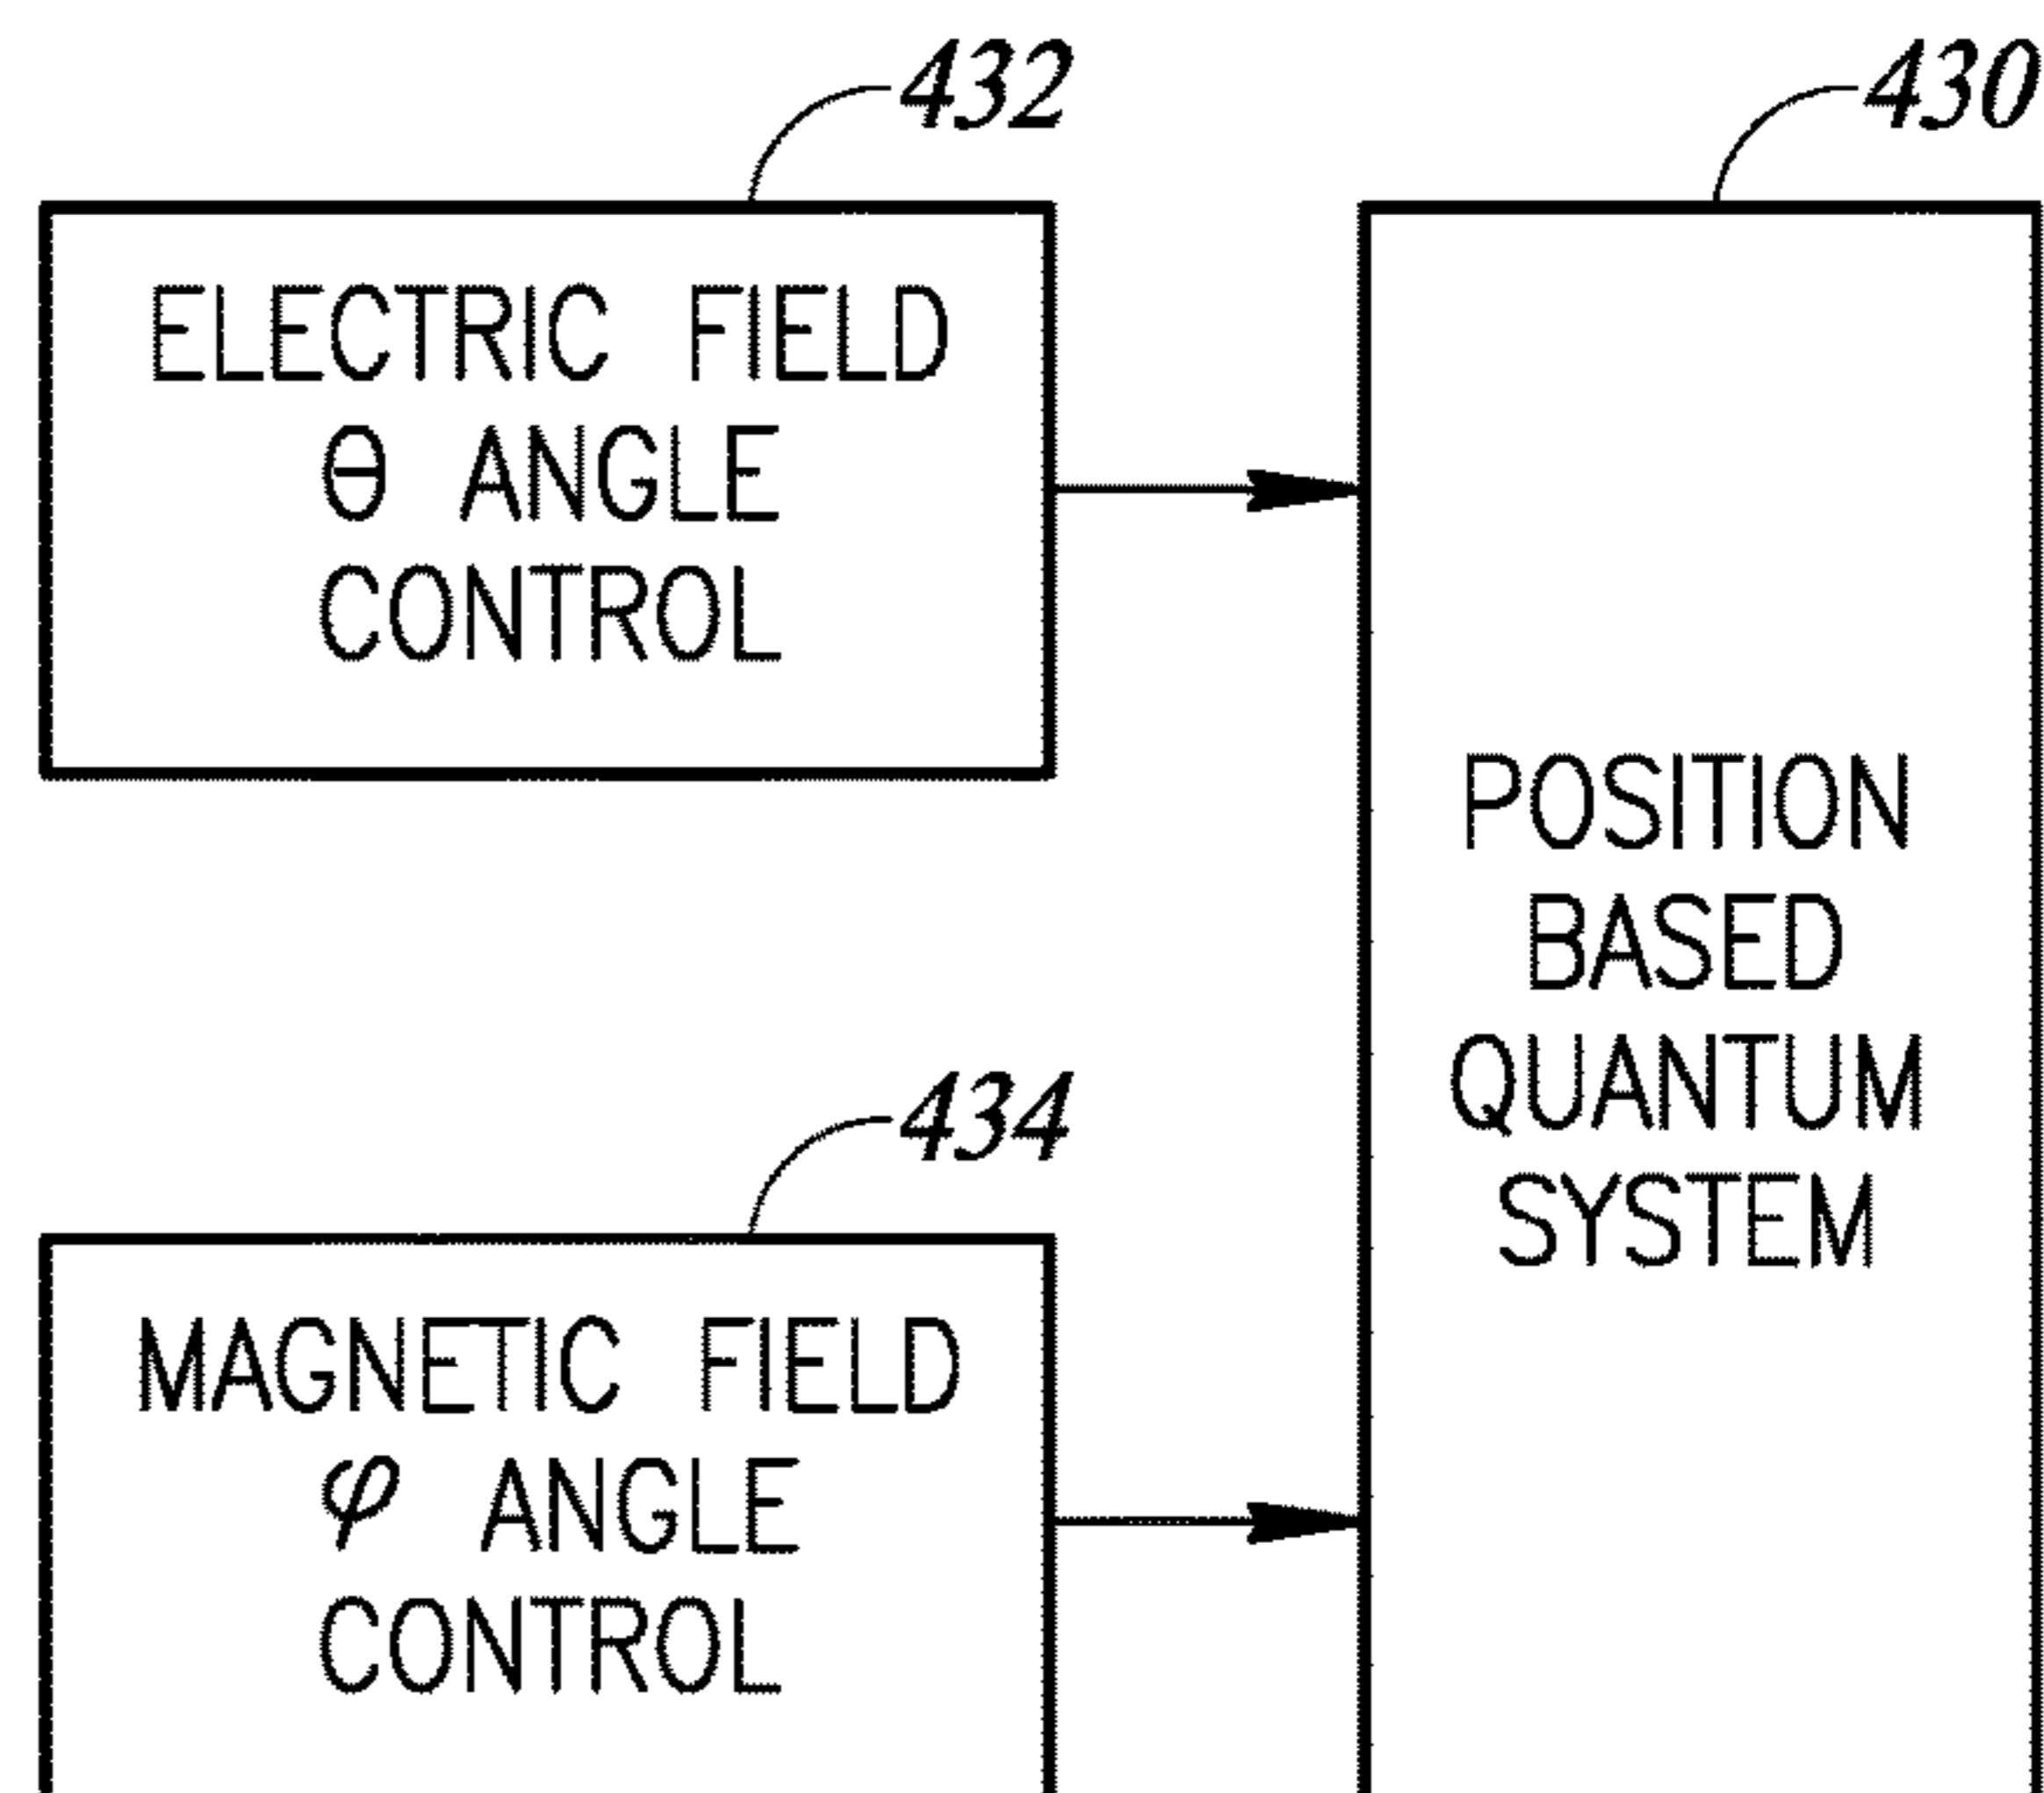 432
ELECTRIC FIELD
θ ANGLE
CONTROL
430
POSITION
BASED
QUANTUM
SYSTEM
434
MAGNETIC FIELD
φ ANGLE
CONTROL